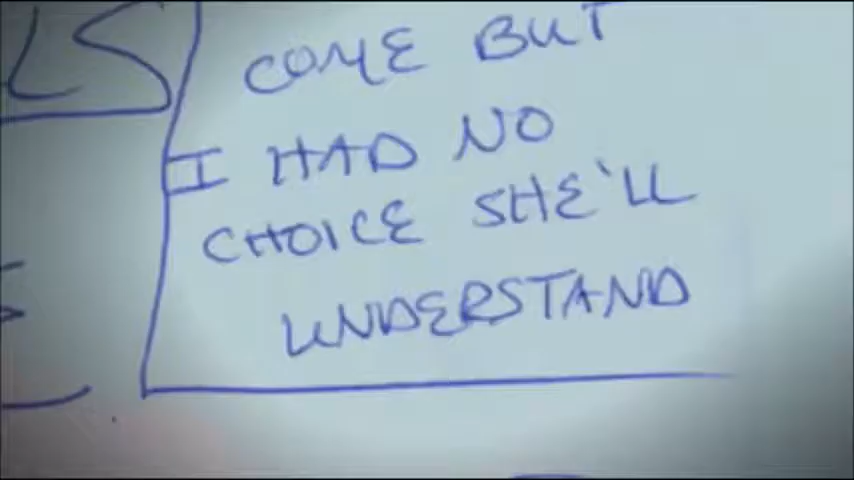 COME BUT
I HAD NO
CHOICE SHE'LL
UNDERSTAND